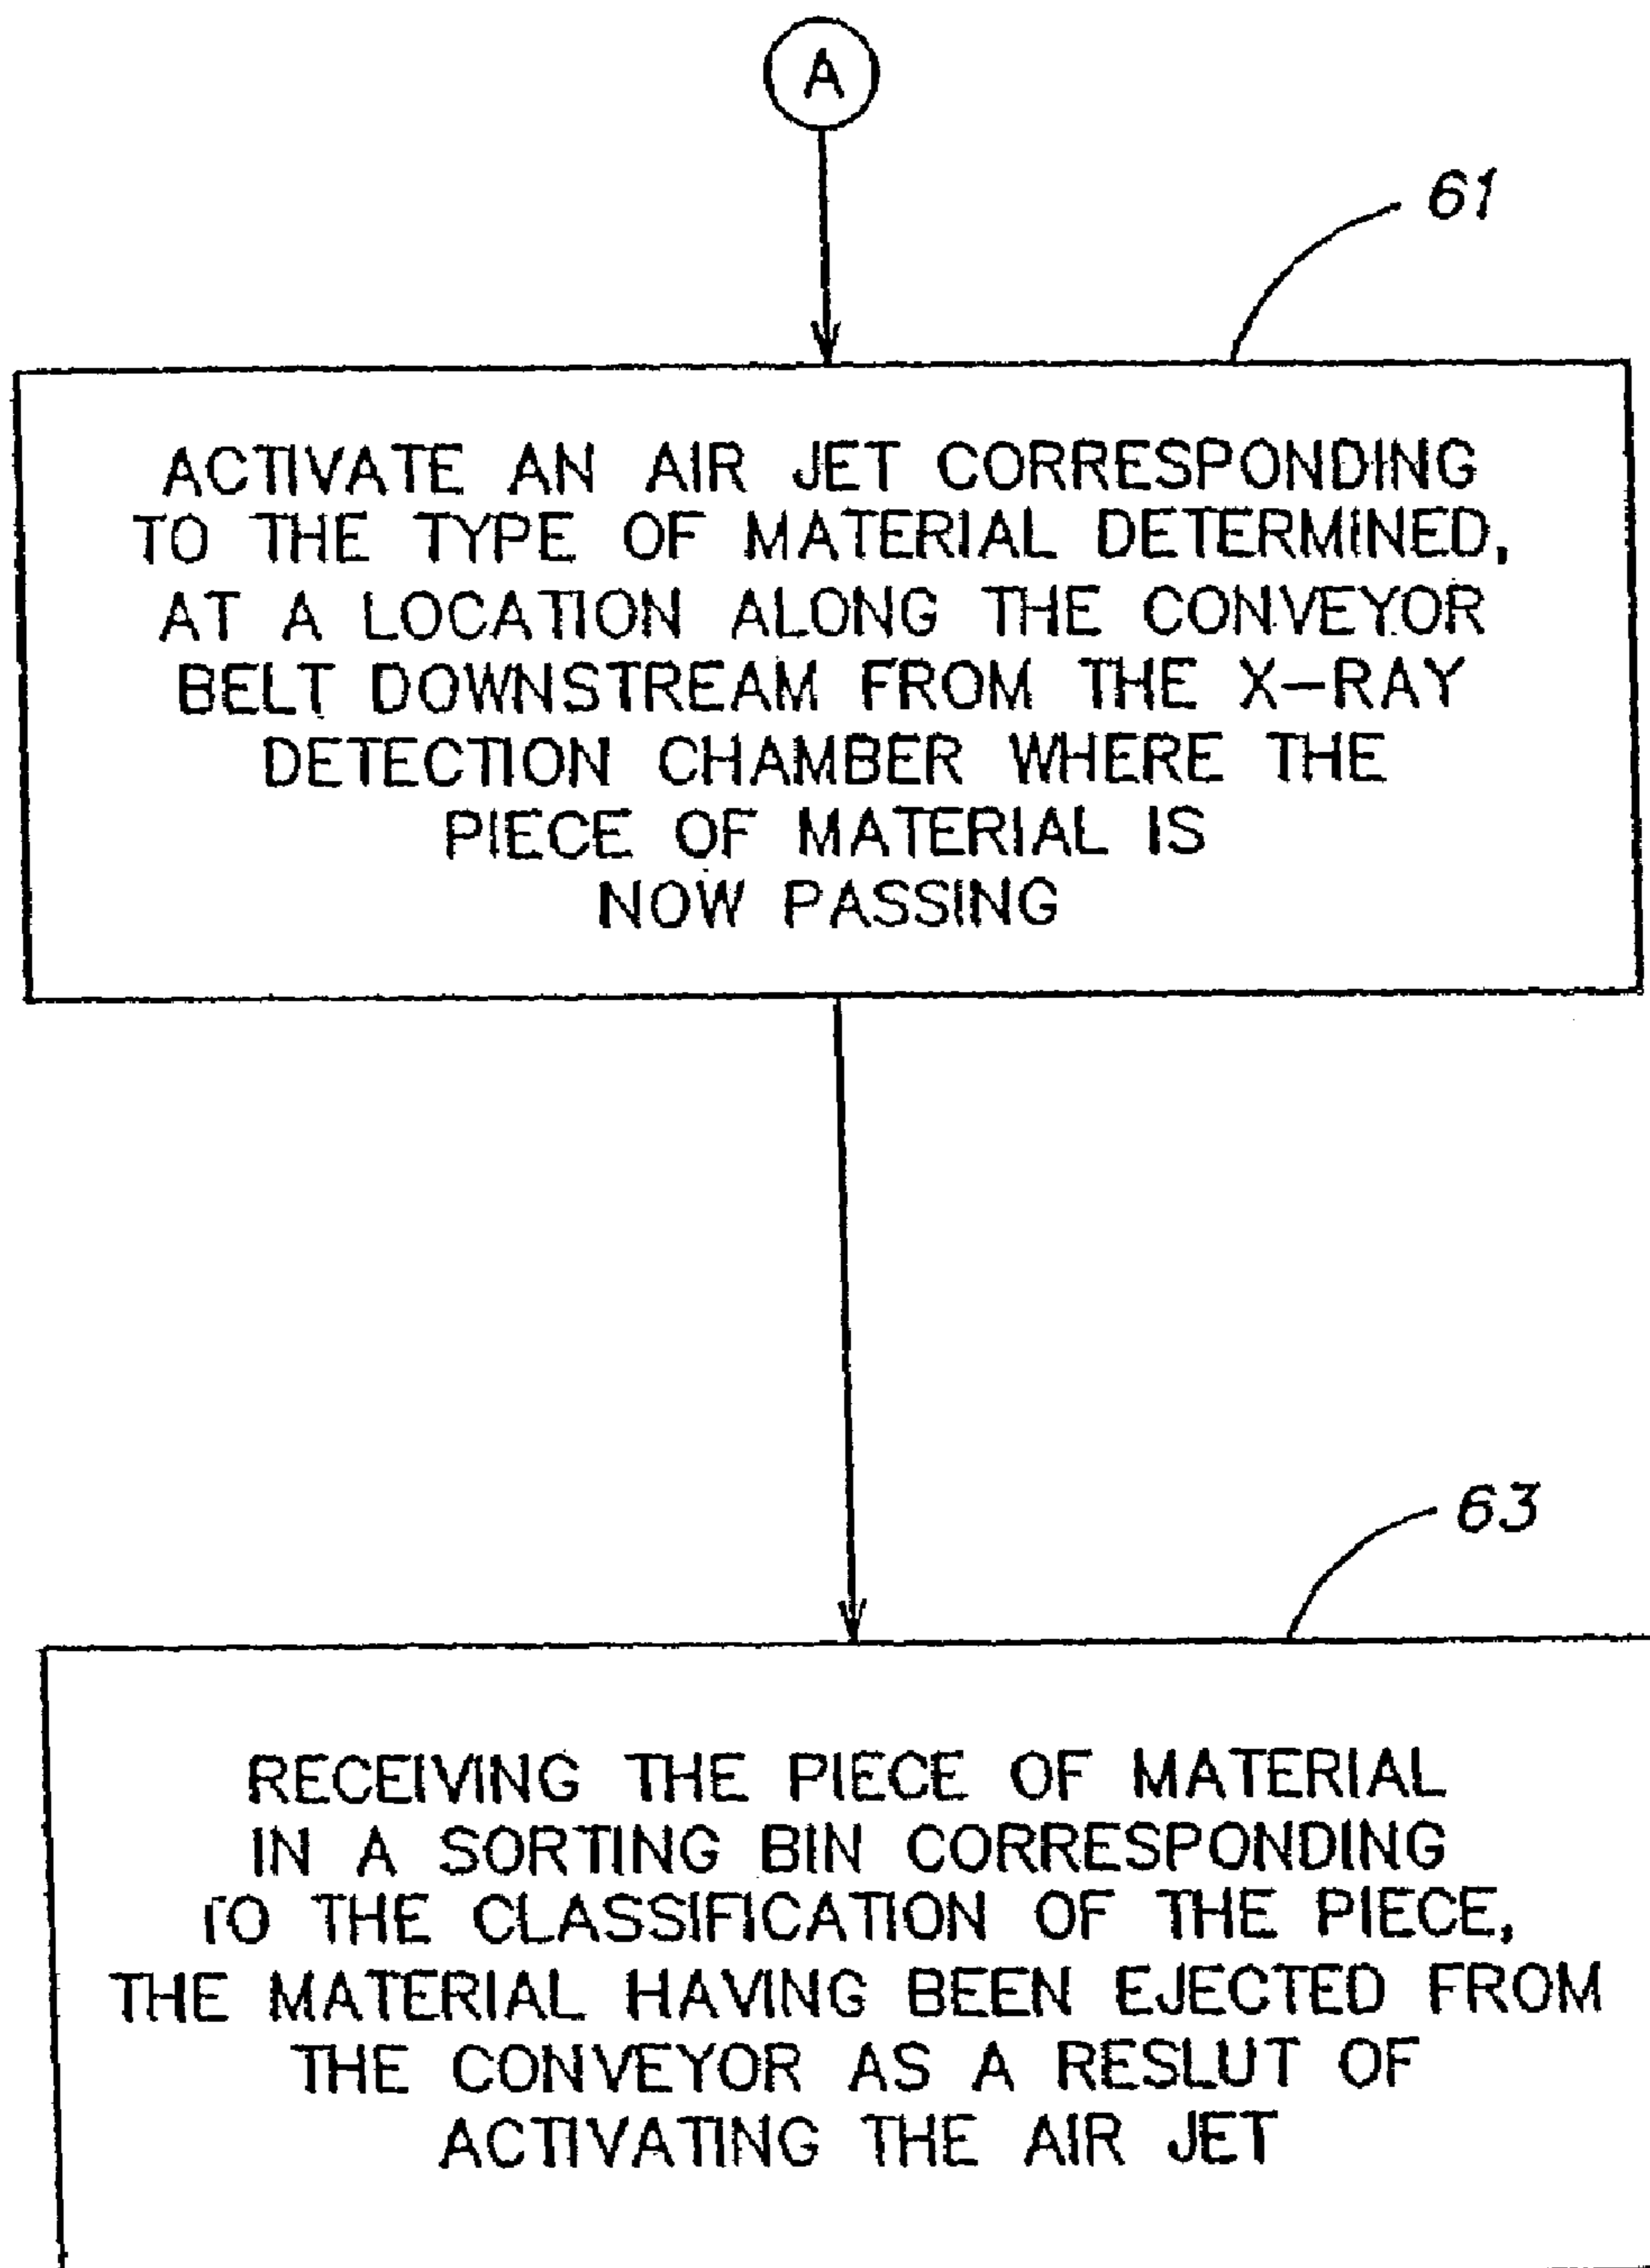 A
61
ACTIVATE AN AIR JET CORRESPONDING
TO THE TYPE OF MATERIAL DETERMINED,
AT A LOCATION ALONG THE CONVEYOR
BELT DOWNSTREAM FROM THE X-RAY
DETECTION CHAMBER WHERE THE
PIECE OF MATERIAL IS
NOW PASSING
63
RECEIVING THE PIECE OF MATERIAL
IN A SORTING BIN CORRESPONDING
TO THE CLASSIFICATION OF THE PIECE,
THE MATERIAL HAVING BEEN EJECTED FROM
THE CONVEYOR AS A RESLUT OF
ACTIVATING THE AIR JET